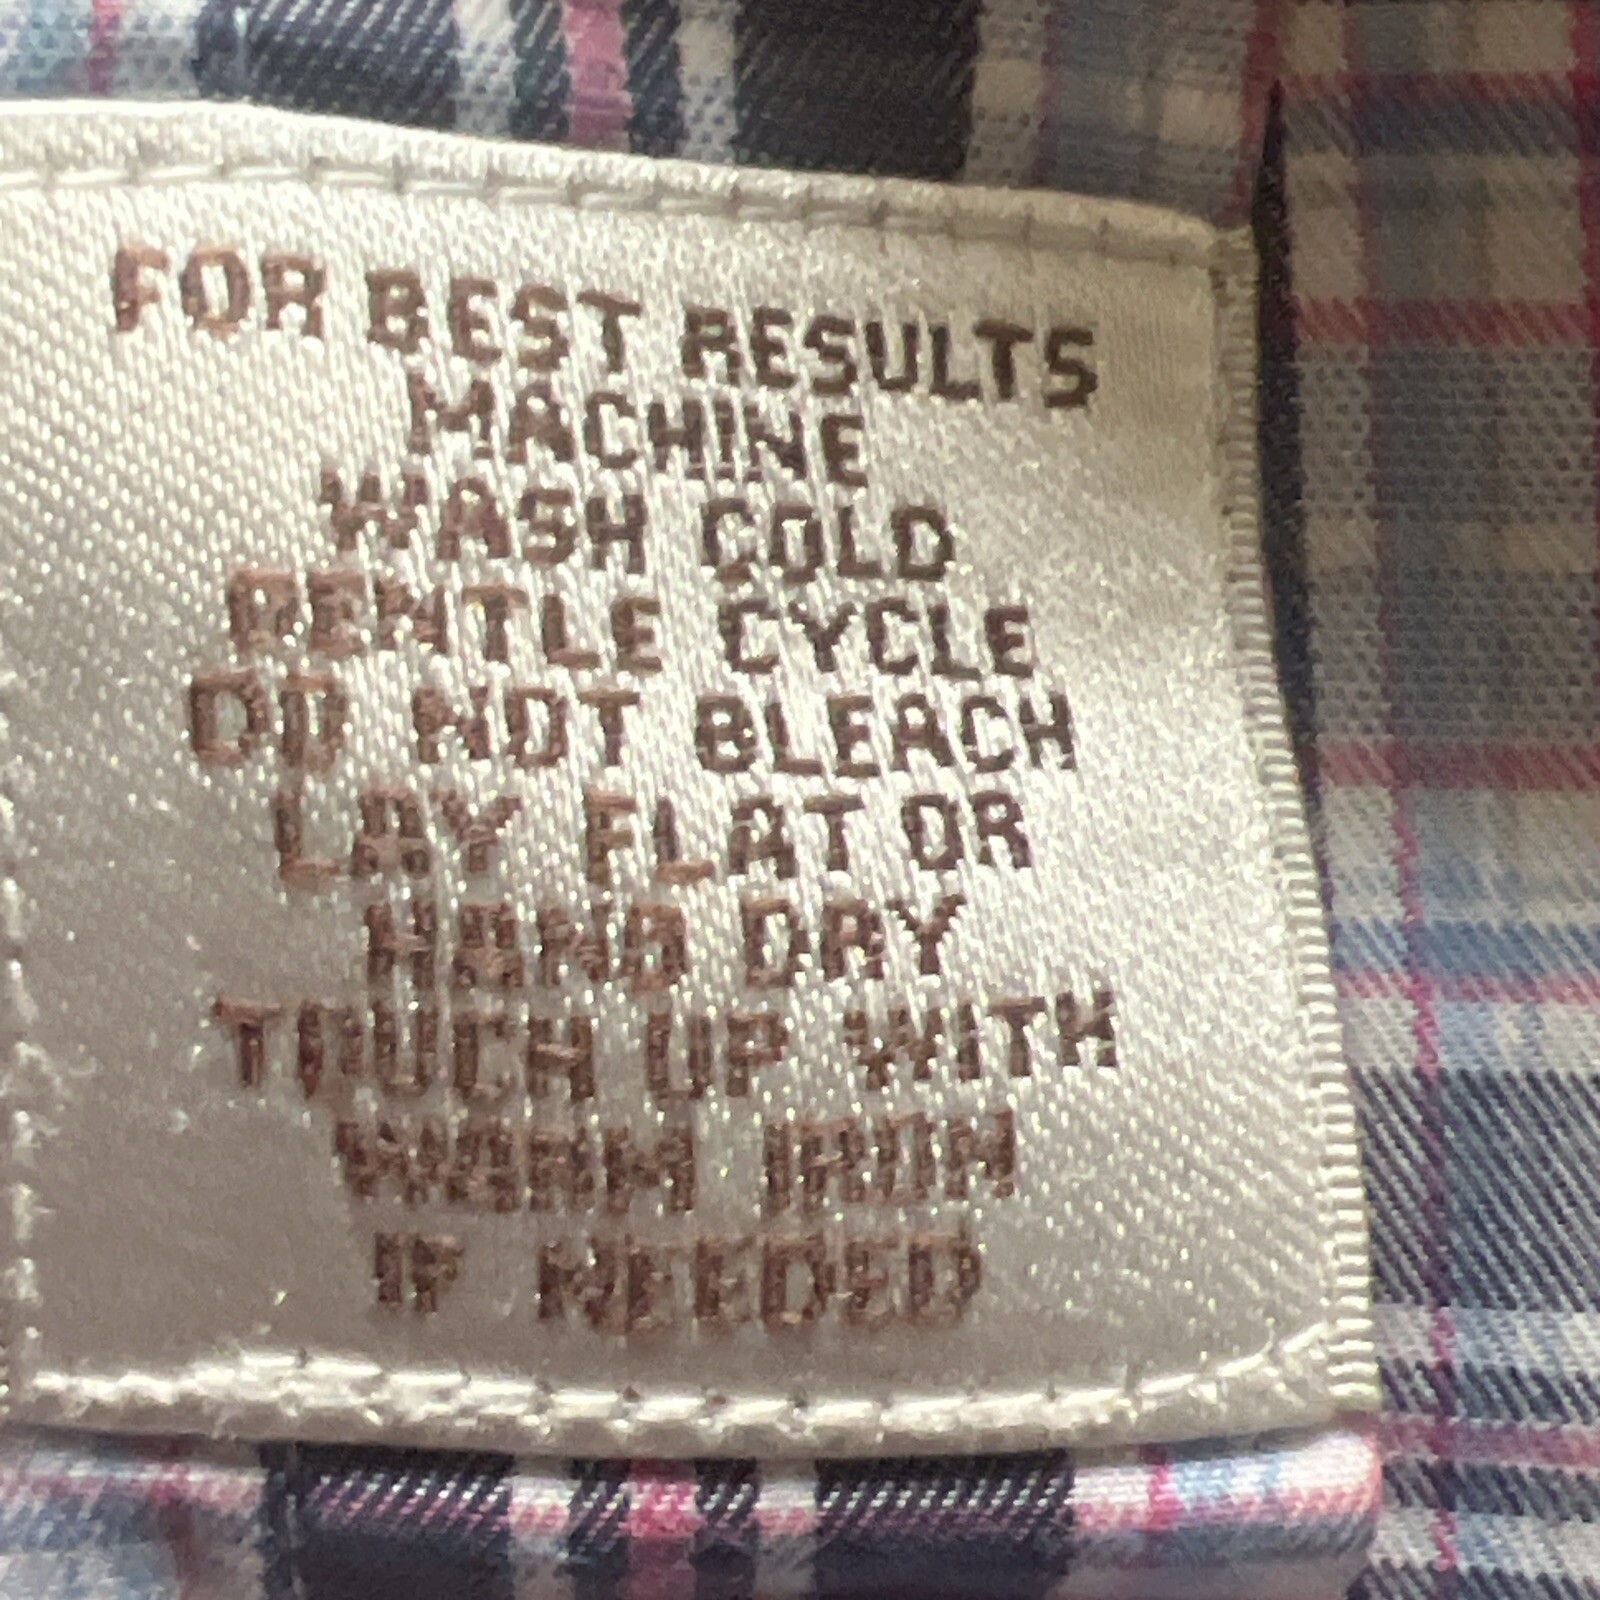 FOR BEST RESULTS
MACHINE
WASH COLD
GENTLE CYCLE
DO NOT BLEACH
LAY FLAT OR
HAND DRY
TOUCH UP WITH
WARM IRON
IF NEEDED